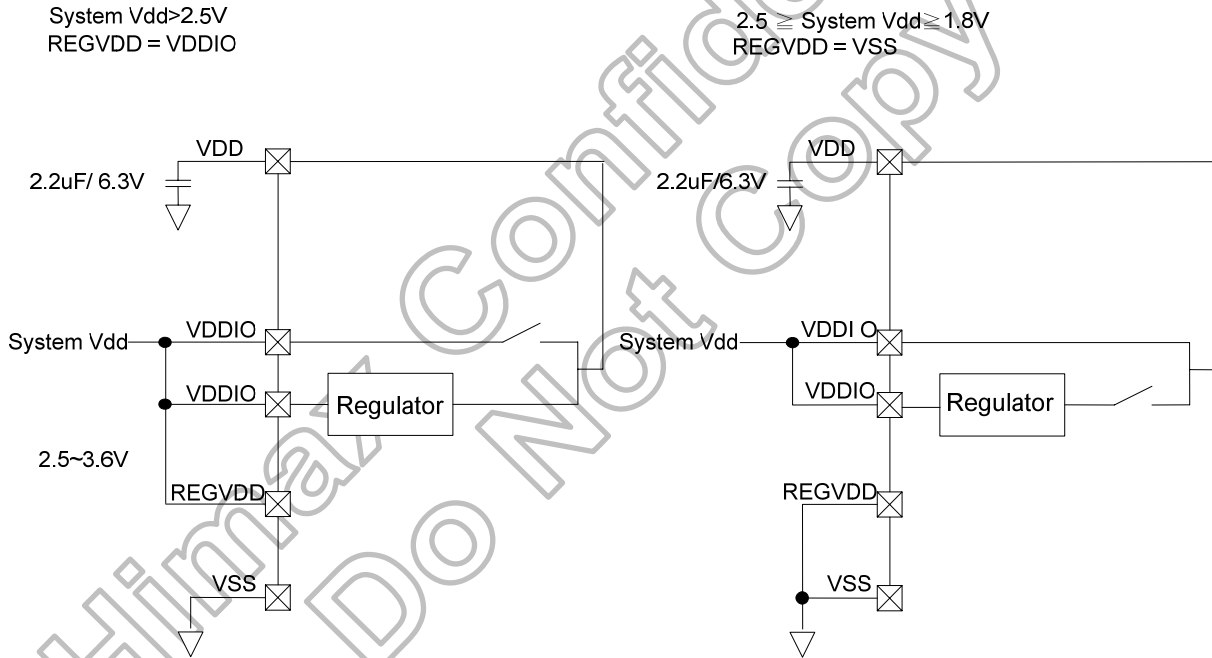 System Vdd>2.5V
REGVDD = VDDIO
VDD
2.2uF/ 6.3V
System Vdd
VDDIO
VDDIO
Regulator
2.5~3.6V
REGVDD
VSS
2.5 ≧ System Vdd≧1.8V
REGVDD = VSS
VDD
2.2uF/6.3V
System Vdd
VDDI O
VDDIO
Regulator
REGVDD
VSS
Himax Confide
Do Not Copy